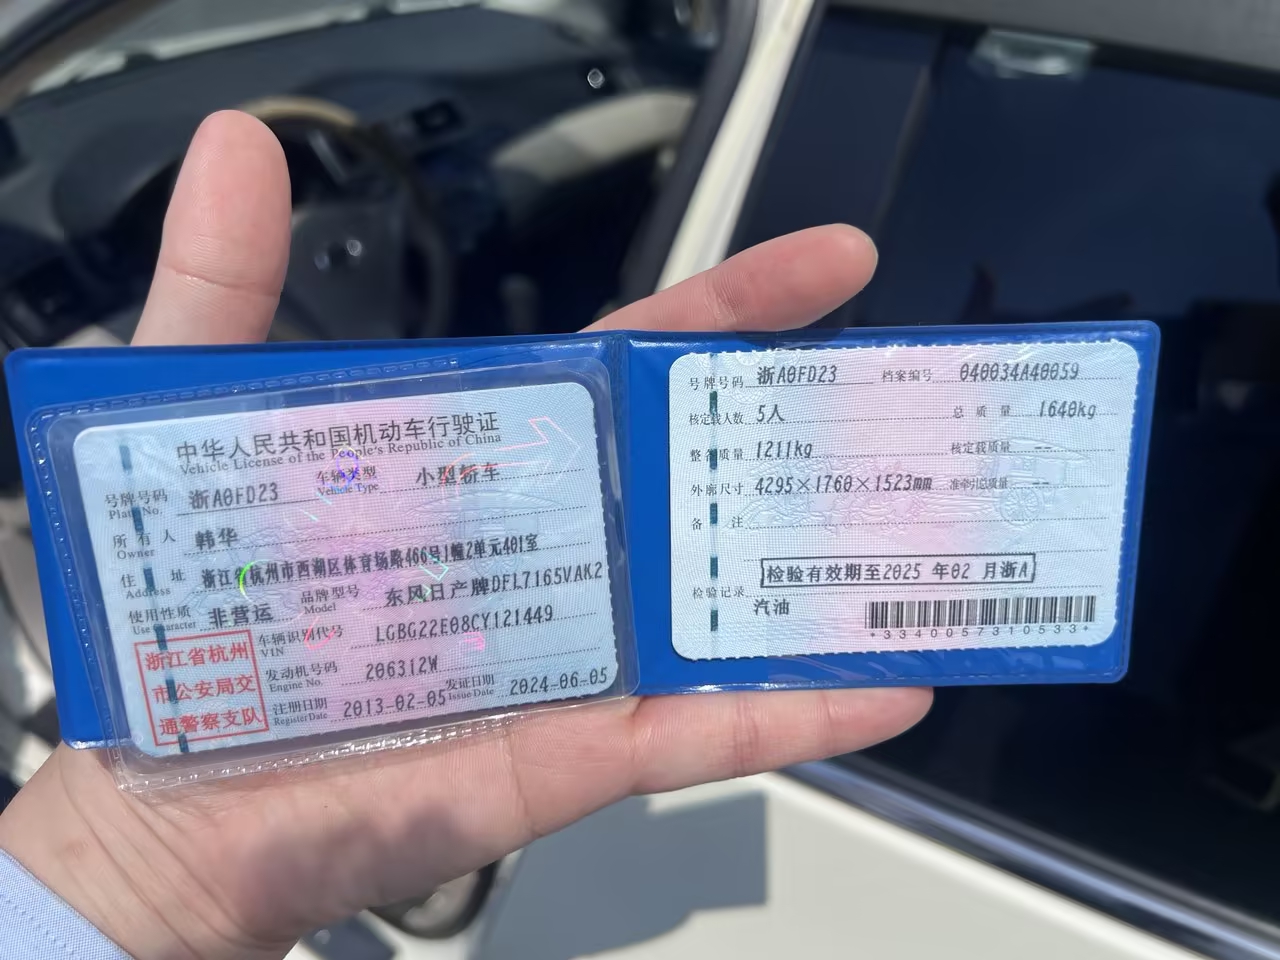 中华人民共和国机动车行驶证
Vehicle License of the People's Republic of China
号牌号码 浙A0FD23 车辆类型 小型轿车
Plate No. Vehicle Type
所有人 韩华
Owner
住址 浙江省杭州市西湖区体育场路466号1幢2单元401室
Address
使用性质 非营运 品牌型号 东风日产牌DFL7165VAK2
Use Character Model
浙江省杭州
市公安局交
通警察支队
车辆识别代号 LGBG22E08CY121449
VIN
发动机号码 206312W
Engine No.
注册日期 2013-02-05 发证日期 2024-06-05
Register Date Issue Date
号牌号码 浙A0FD23 档案编号 040034A40059
核定载人数 5人 总质量 1640kg
整备质量 1211kg 核定载质量 --
外廓尺寸 4295×1760×1523mm 准牵引总质量 --
备注
检验有效期至2025 年02 月浙A
检验记录
汽油
*3340057310533*